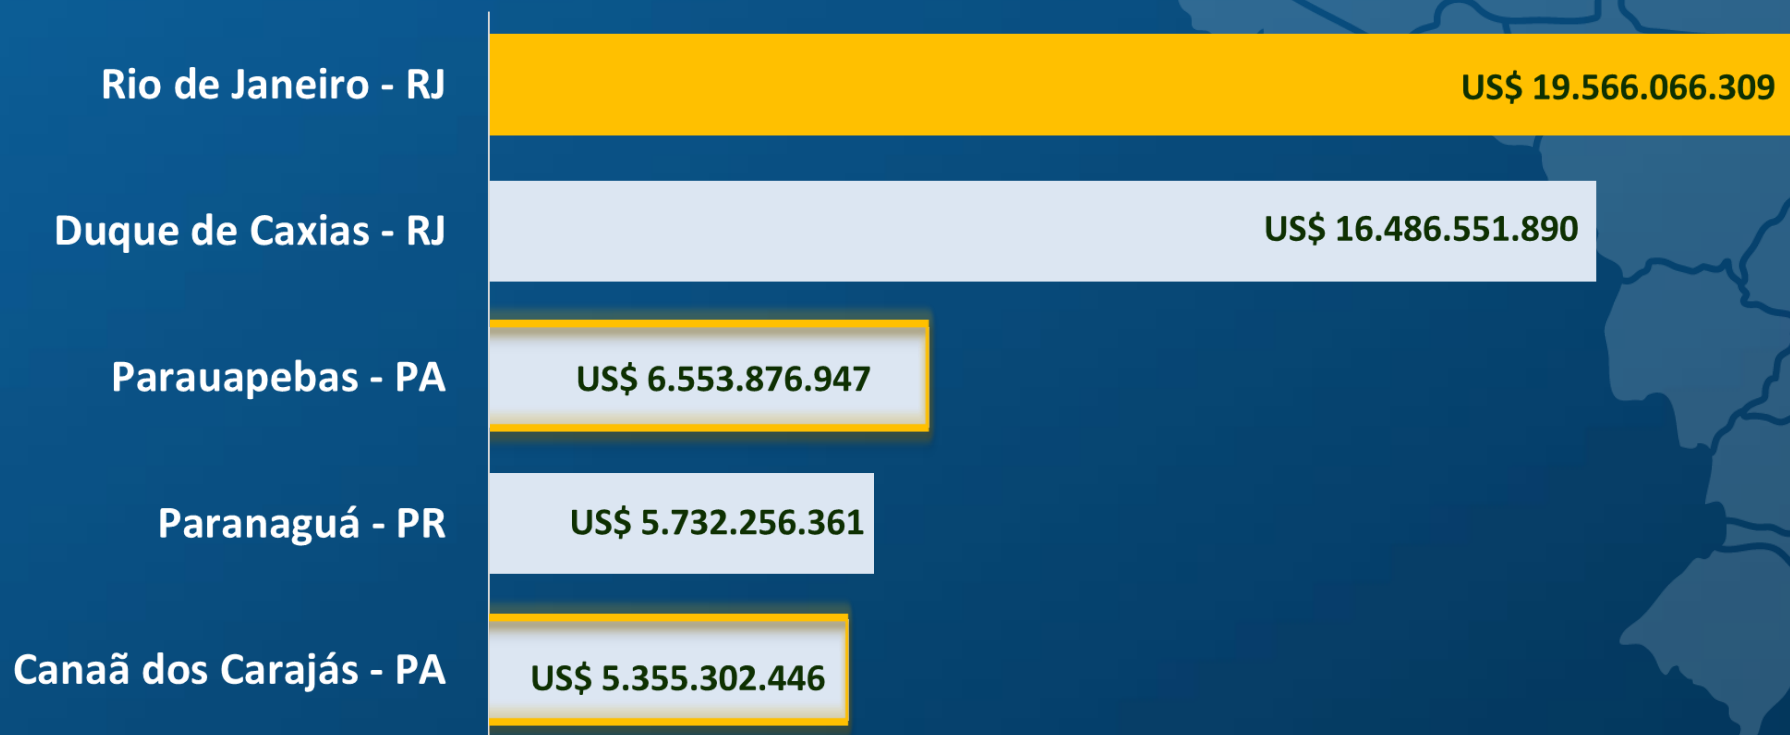 Rio de Janeiro - RJ US$ 19.566.066.309
Duque de Caxias - RJ US$ 16.486.551.890
Parauapebas - PA US$ 6.553.876.947
Paranaguá - PR US$ 5.732.256.361
Canaã dos Carajás - PA US$ 5.355.302.446